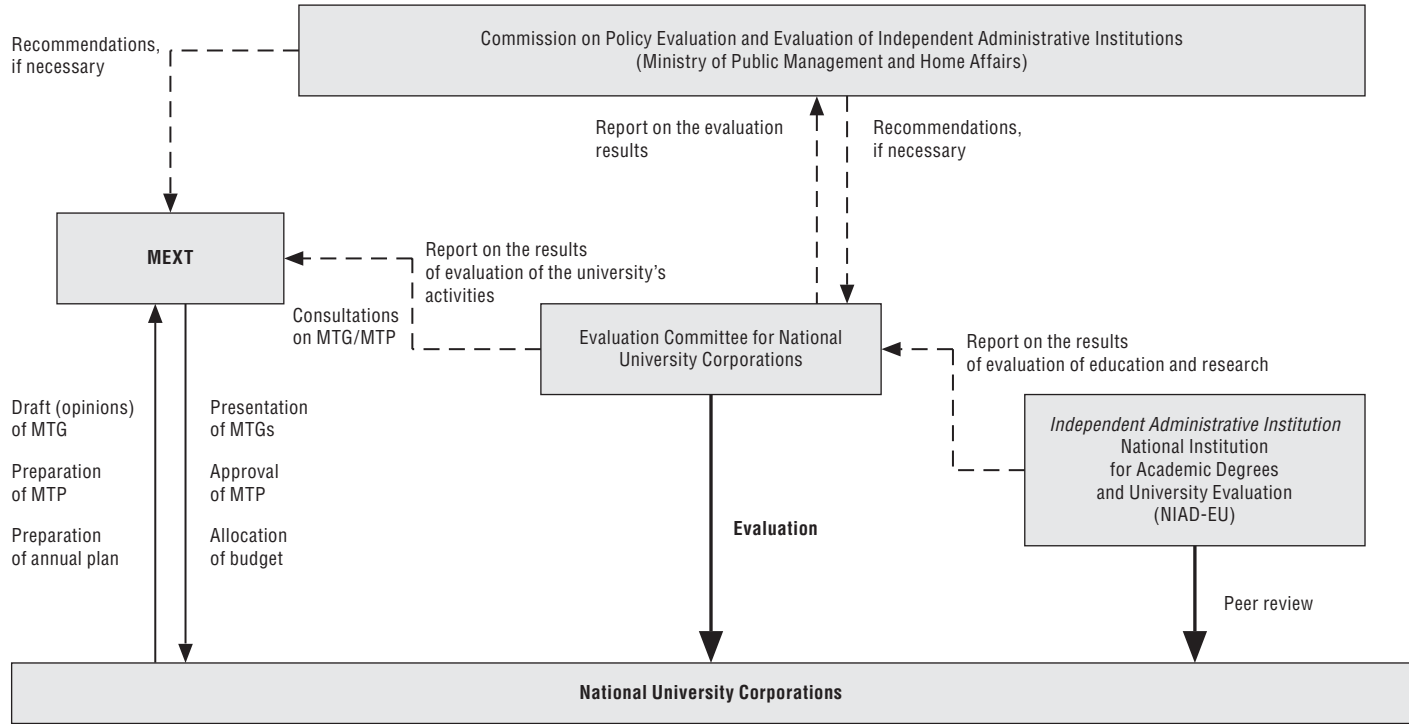 Commission on Policy Evaluation and Evaluation of Independent Administrative Institutions
(Ministry of Public Management and Home Affairs)
Recommendations,
if necessary
Report on the evaluation
results
Recommendations,
if necessary
MEXT
Report on the results
of evaluation of the university's
activities
Consultations
on MTG/MTP
Evaluation Committee for National
University Corporations
Report on the results
of evaluation of education and research
Independent Administrative Institution
National Institution
for Academic Degrees
and University Evaluation
(NIAD-EU)
Draft (opinions)
of MTG
Preparation
of MTP
Preparation
of annual plan
Presentation
of MTGs
Approval
of MTP
Allocation
of budget
Evaluation
Peer review
National University Corporations